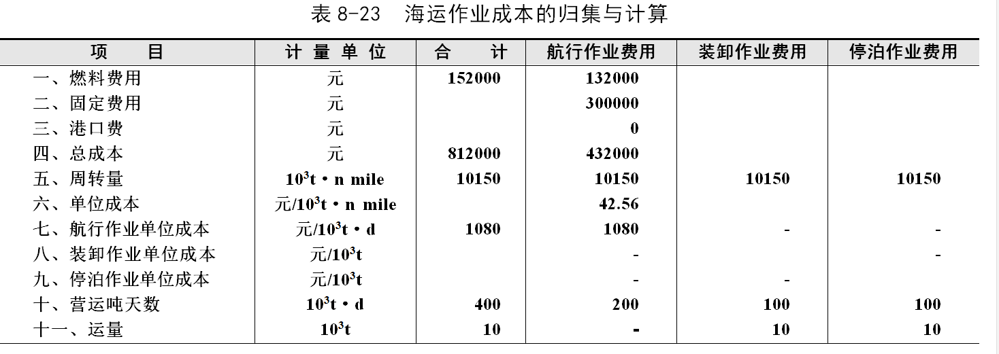 表 8-23 海运作业成本的归集与计算
项 目 计 量 单 位 合 计 航行作业费用 装卸作业费用 停泊作业费用
一、燃料费用 元 152000 132000
二、固定费用 元 300000
三、港口费 元 0
四、总成本 元 812000 432000
五、周转量 10³t·n mile 10150 10150 10150 10150
六、单位成本 元/10³t·n mile 42.56
七、航行作业单位成本 元/10³t·d 1080 1080 - -
八、装卸作业单位成本 元/10³t - -
九、停泊作业单位成本 元/10³t - -
十、营运吨天数 10³t·d 400 200 100 100
十一、运量 10³t 10 - 10 10